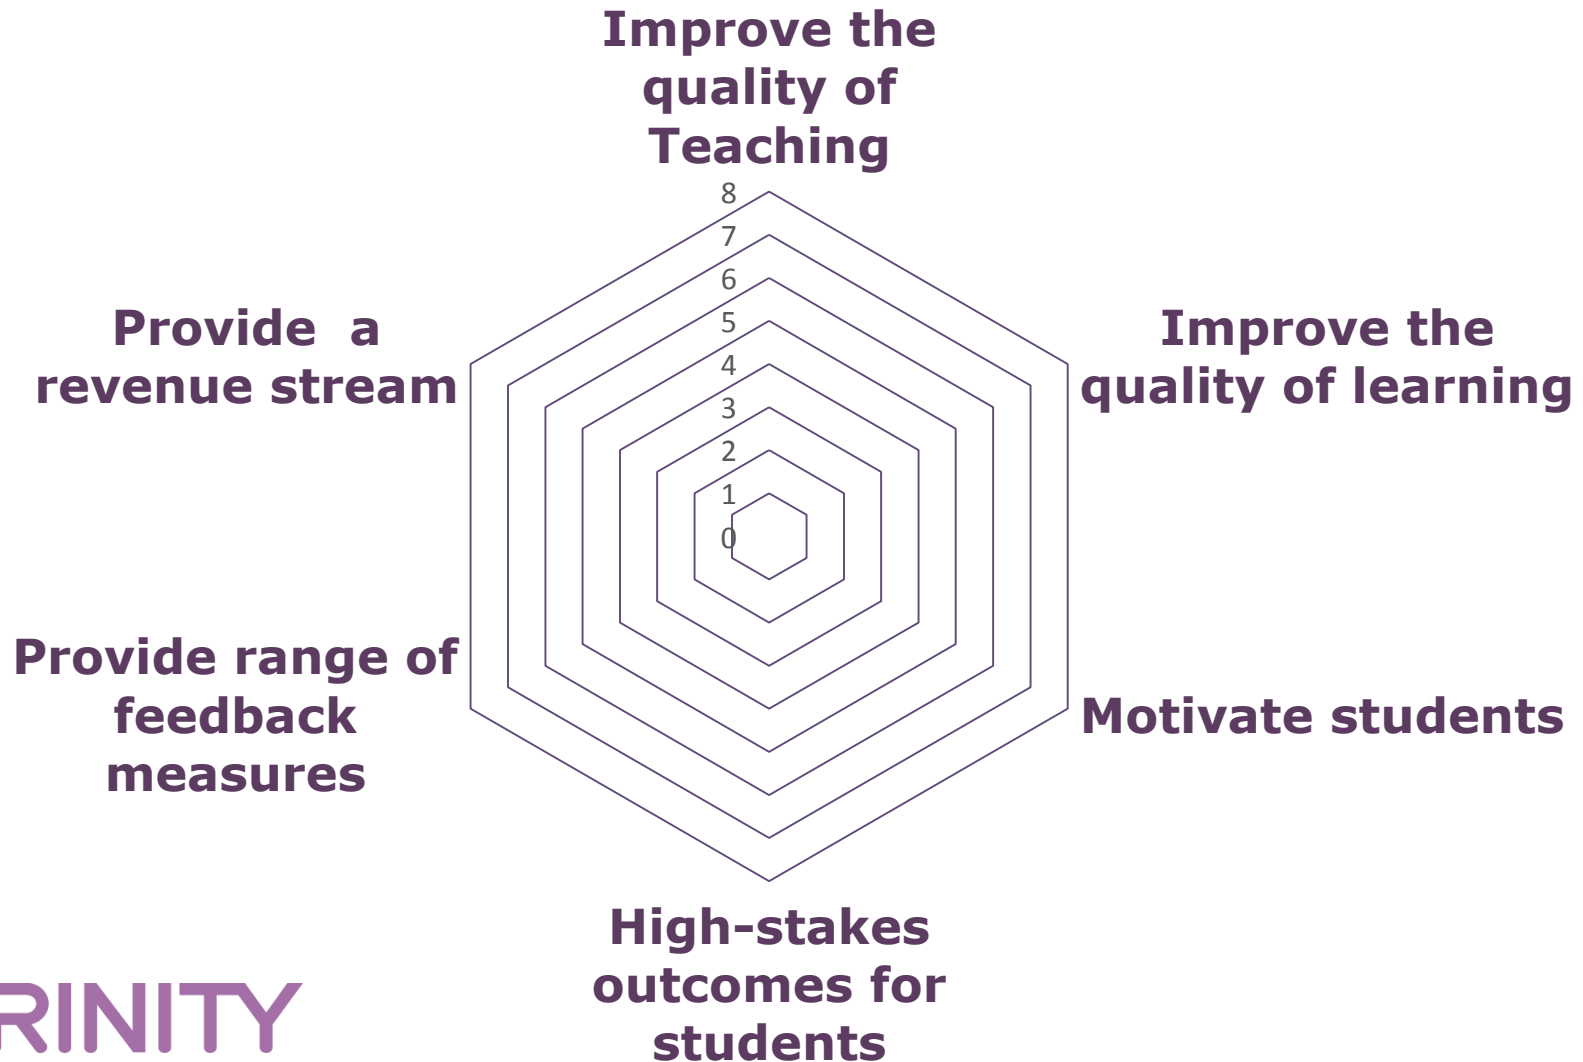 Improve the
quality of
Teaching
8
7
6
5
4
3
2
1
0
Improve the
quality of learning
Motivate students
High-stakes
outcomes for
students
Provide range of
feedback
measures
Provide  a
revenue stream
RINITY